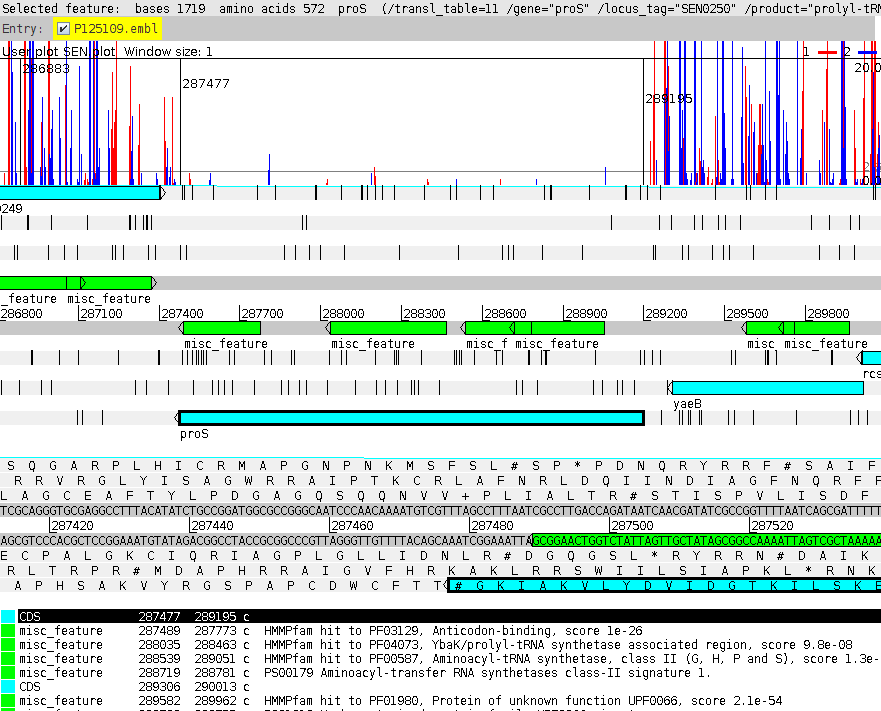 Selected feature: bases 1719 amino acids 572 proS (/transl_table=11 /gene="proS" /locus_tag="SEN0250" /product="prolyl-tRN
Entry: P125109.embl
User plot SEN plot Window size: 1 1 2
286883 20.0
287477
289195
0249
_feature misc_feature
286800 287100 287400 287700 288000 288300 288600 288900 289200 289500 289800
misc_feature misc_feature misc_f misc_feature misc misc_feature
rcs
yaeB
proS
S Q G A R P L H I C R M A P G N P N K M S F S L # S P * P D N Q R Y R R F # S A I F
R R V R G L Y I S A G W R A I P T K C R L A F N R L D Q I I N D I A G F N Q R F
L A G C E A F T Y L P D G A G Q S Q Q N V V + P L I A L T R # S T I S P V L I S D F
287420 287440 287460 287480 287500 287520
E C P A L G K C I Q R I A G P L G L L I D N L R # D G Q G S L * R Y R R N # D A I K
R L T R P R # M D A P H R R A I G V F H R K A K L R R S W I I L S I A P K L * R N K
A P H S A K V Y R G S P A P C D W C F T T # G K I A K V L Y D V I D G T K I L S K E
CDS 287477 289195 c
misc_feature 287489 287773 c HMMPfam hit to PF03129, Anticodon-binding, score 1e-26
misc_feature 288035 288463 c HMMPfam hit to PF04073, YbaK/prolyl-tRNA synthetase associated region, score 9.8e-08
misc_feature 288539 289051 c HMMPfam hit to PF00587, Aminoacyl-tRNA synthetase, class II (G, H, P and S), score 1.3e-
misc_feature 288719 288781 c PS00179 Aminoacyl-transfer RNA synthetases class-II signature 1.
CDS 289306 290013 c
misc_feature 289582 289962 c HMMPfam hit to PF01980, Protein of unknown function UPF0066, score 2.1e-54